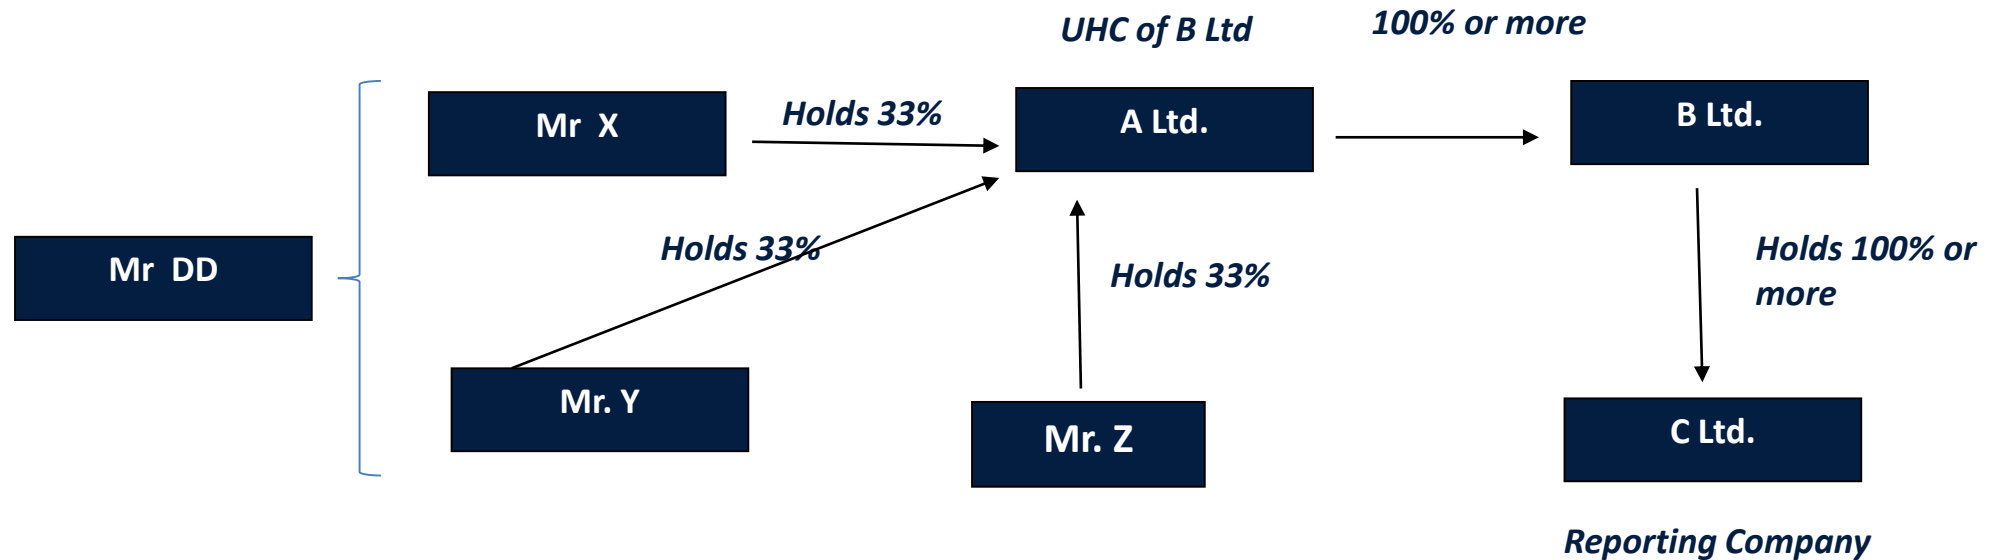 UHC of B Ltd
100% or more
Mr X
Holds 33%
A Ltd.
B Ltd.
Mr DD
Holds 33%
Holds 33%
Holds 100% or
more
Mr. Y
Mr. Z
C Ltd.
Reporting Company